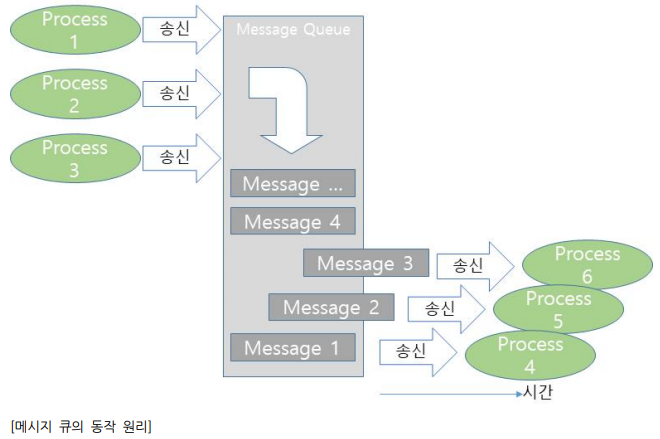 Process
1
송신
Message Queue
Process
2
송신
Process
3
송신
Message ...
Message 4
Message 3
송신
Process
6
Message 2
송신
Process
5
Message 1
송신
Process
4
시간
[메시지 큐의 동작 원리]